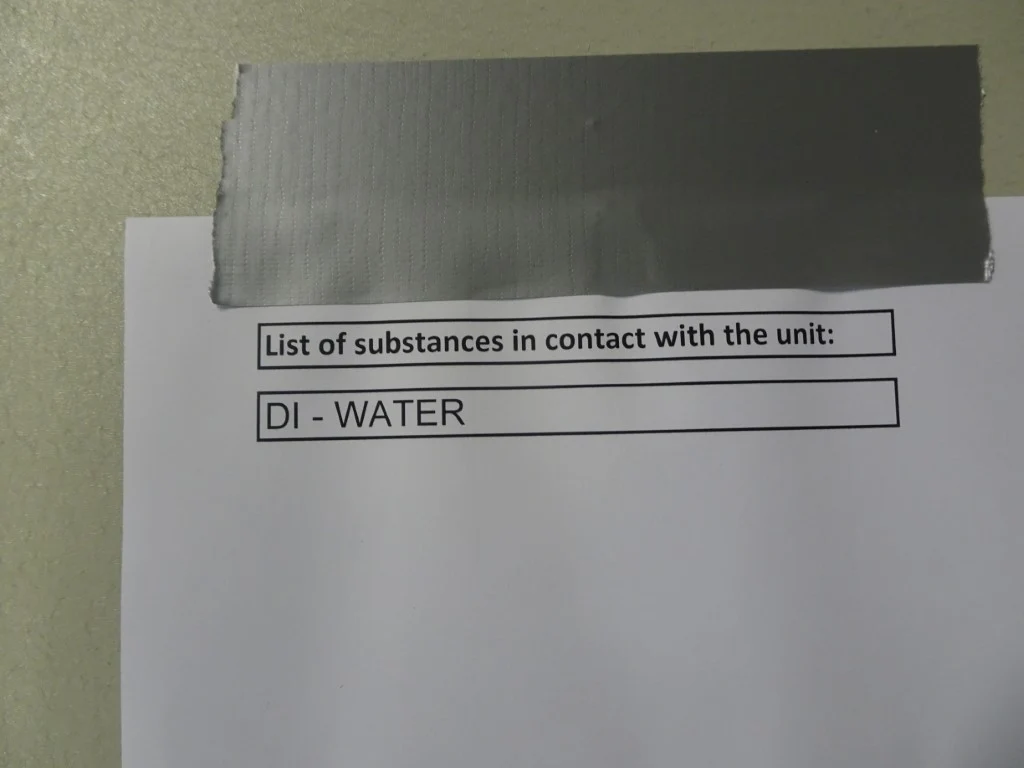 List of substances in contact with the unit:
DI - WATER